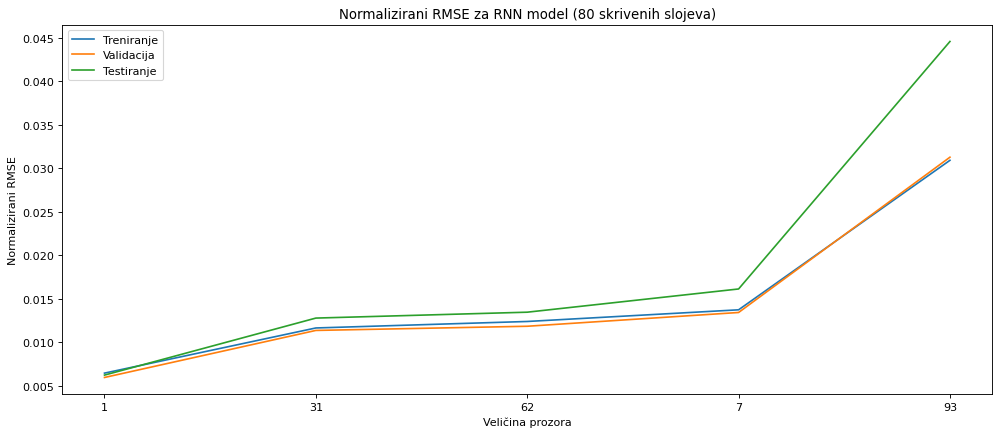 Normalizirani RMSE za RNN model (80 skrivenih slojeva)
Treniranje
Validacija
Testiranje
0.045
0.040
0.035
0.030
0.025
0.020
0.015
0.010
0.005
Normalizirani RMSE
1 31 62 7 93
Veličina prozora